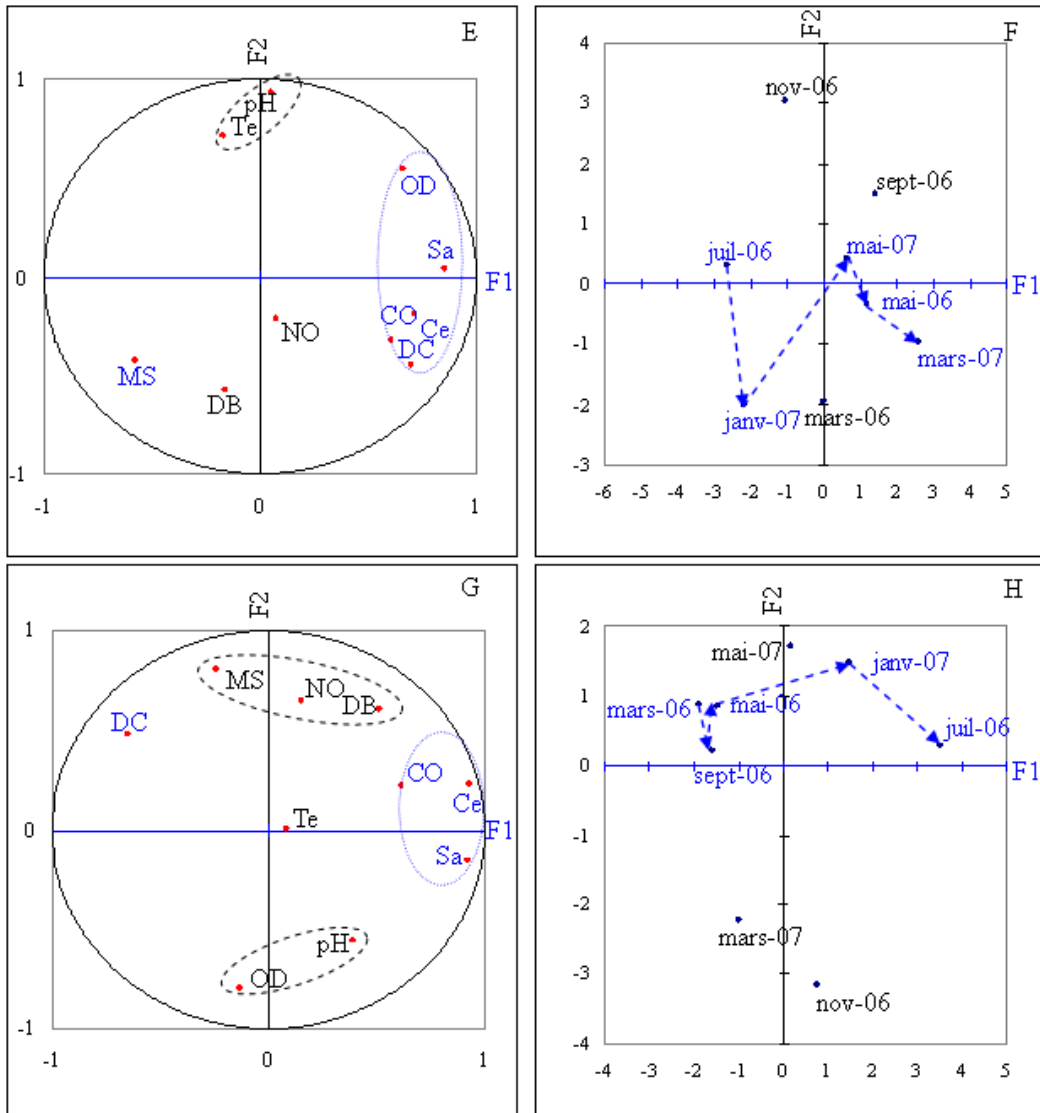 E
F2
1
pH
Te
OD
Sa
0
F1
CO
Ce
NO
DC
MS
DB
-1
-1
0
1
F
F2
4
nov-06
3
2
sept-06
1
mai-07
juil-06
0
F1
mai-06
-1
mars-07
-2
janv-07
mars-06
-3
-6 -5 -4 -3 -2 -1 0 1 2 3 4 5
G
F2
1
MS
NO
DB
DC
CO
Ce
Te
0
F1
Sa
pH
OD
-1
-1
0
1
H
F2
2
mai-07
janv-07
1
mars-06
mai-06
juil-06
0
F1
sept-06
-1
-2
mars-07
-3
nov-06
-4
-4 -3 -2 -1 0 1 2 3 4 5